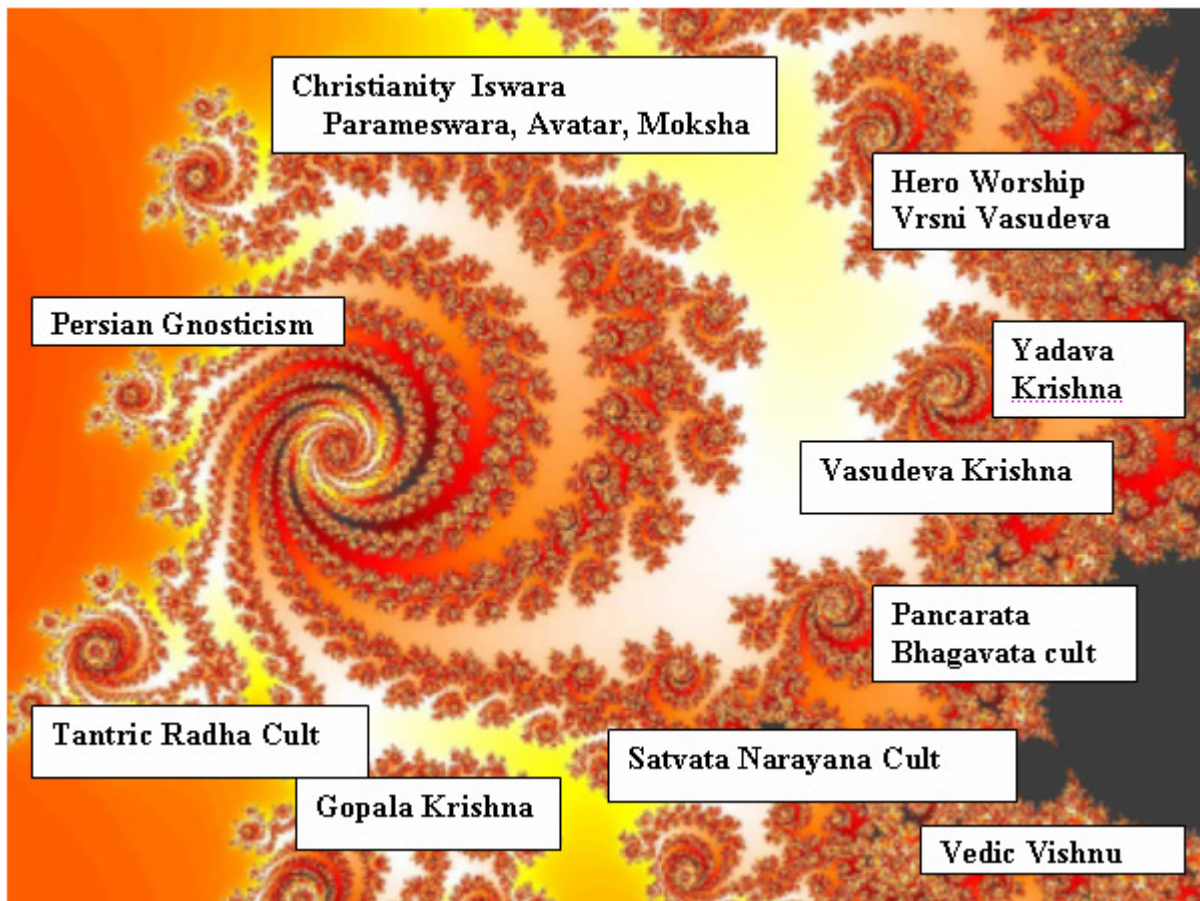 Christianity Iswara
Parameswara, Avatar, Moksha
Hero Worship
Vrsni Vasudeva
Persian Gnosticism
Yadava
Krishna
Vasudeva Krishna
Pancarata
Bhagavata cult
Tantric Radha Cult
Satvata Narayana Cult
Gopala Krishna
Vedic Vishnu